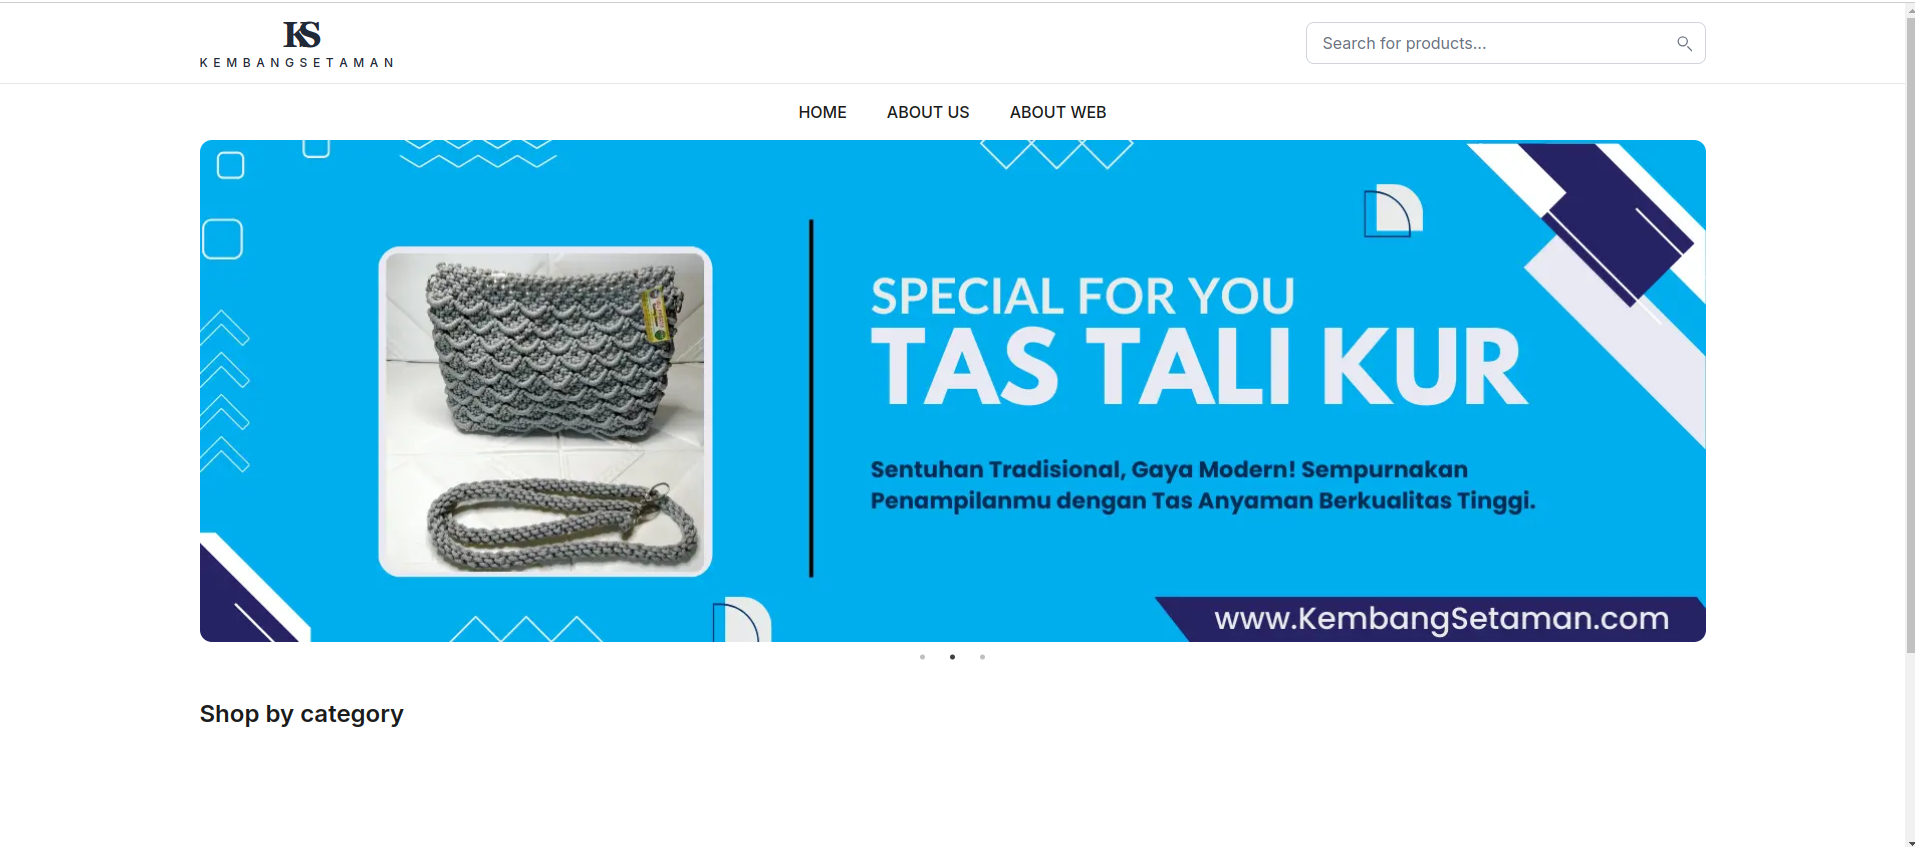 KS
KEMBANGSETAMAN
Search for products...
HOME
ABOUT US
ABOUT WEB
SPECIAL FOR YOU
TAS TALI KUR
Sentuhan Tradisional, Gaya Modern! Sempurnakan
Penampilanmu dengan Tas Anyaman Berkualitas Tinggi.
www.KembangSetaman.com
Shop by category